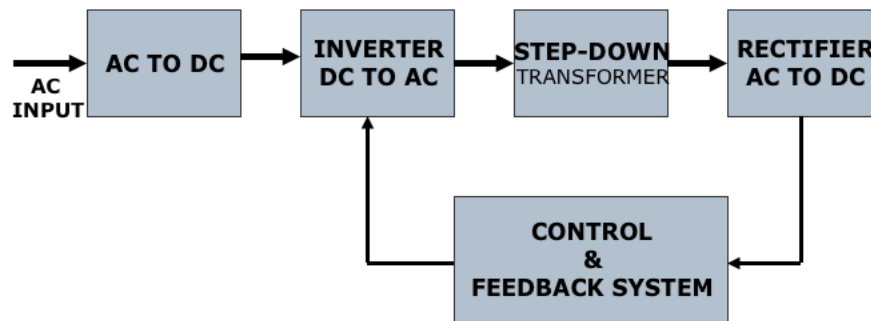 AC
INPUT
AC TO DC
INVERTER
DC TO AC
STEP-DOWN
TRANSFORMER
RECTIFIER
AC TO DC
CONTROL
&
FEEDBACK SYSTEM